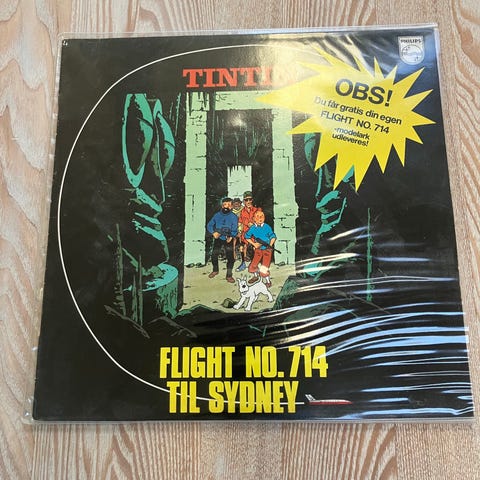 PHILIPS
TINTIN
OBS!
Du får gratis din egen
FLIGHT NO. 714
-modelark
udleveres!
FLIGHT NO. 714
TIL SYDNEY